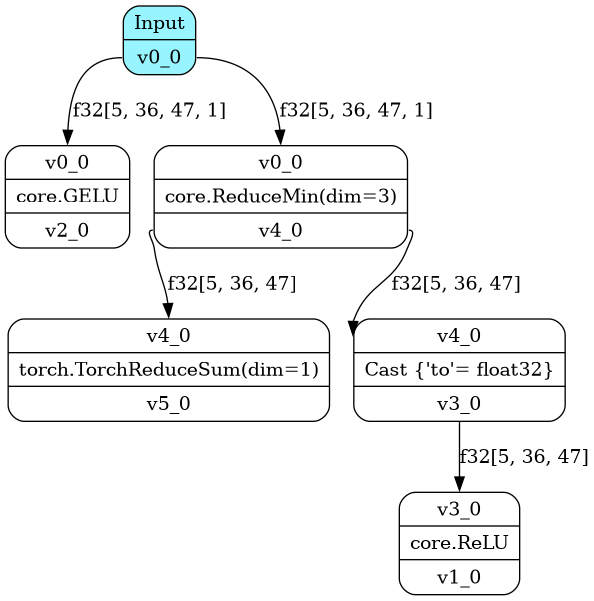 Input
v0_0
f32[5, 36, 47, 1]
f32[5, 36, 47, 1]
v0_0
core.GELU
v2_0
v0_0
core.ReduceMin(dim=3)
v4_0
f32[5, 36, 47]
f32[5, 36, 47]
v4_0
torch.TorchReduceSum(dim=1)
v5_0
v4_0
Cast {'to'= float32}
v3_0
f32[5, 36, 47]
v3_0
core.ReLU
v1_0